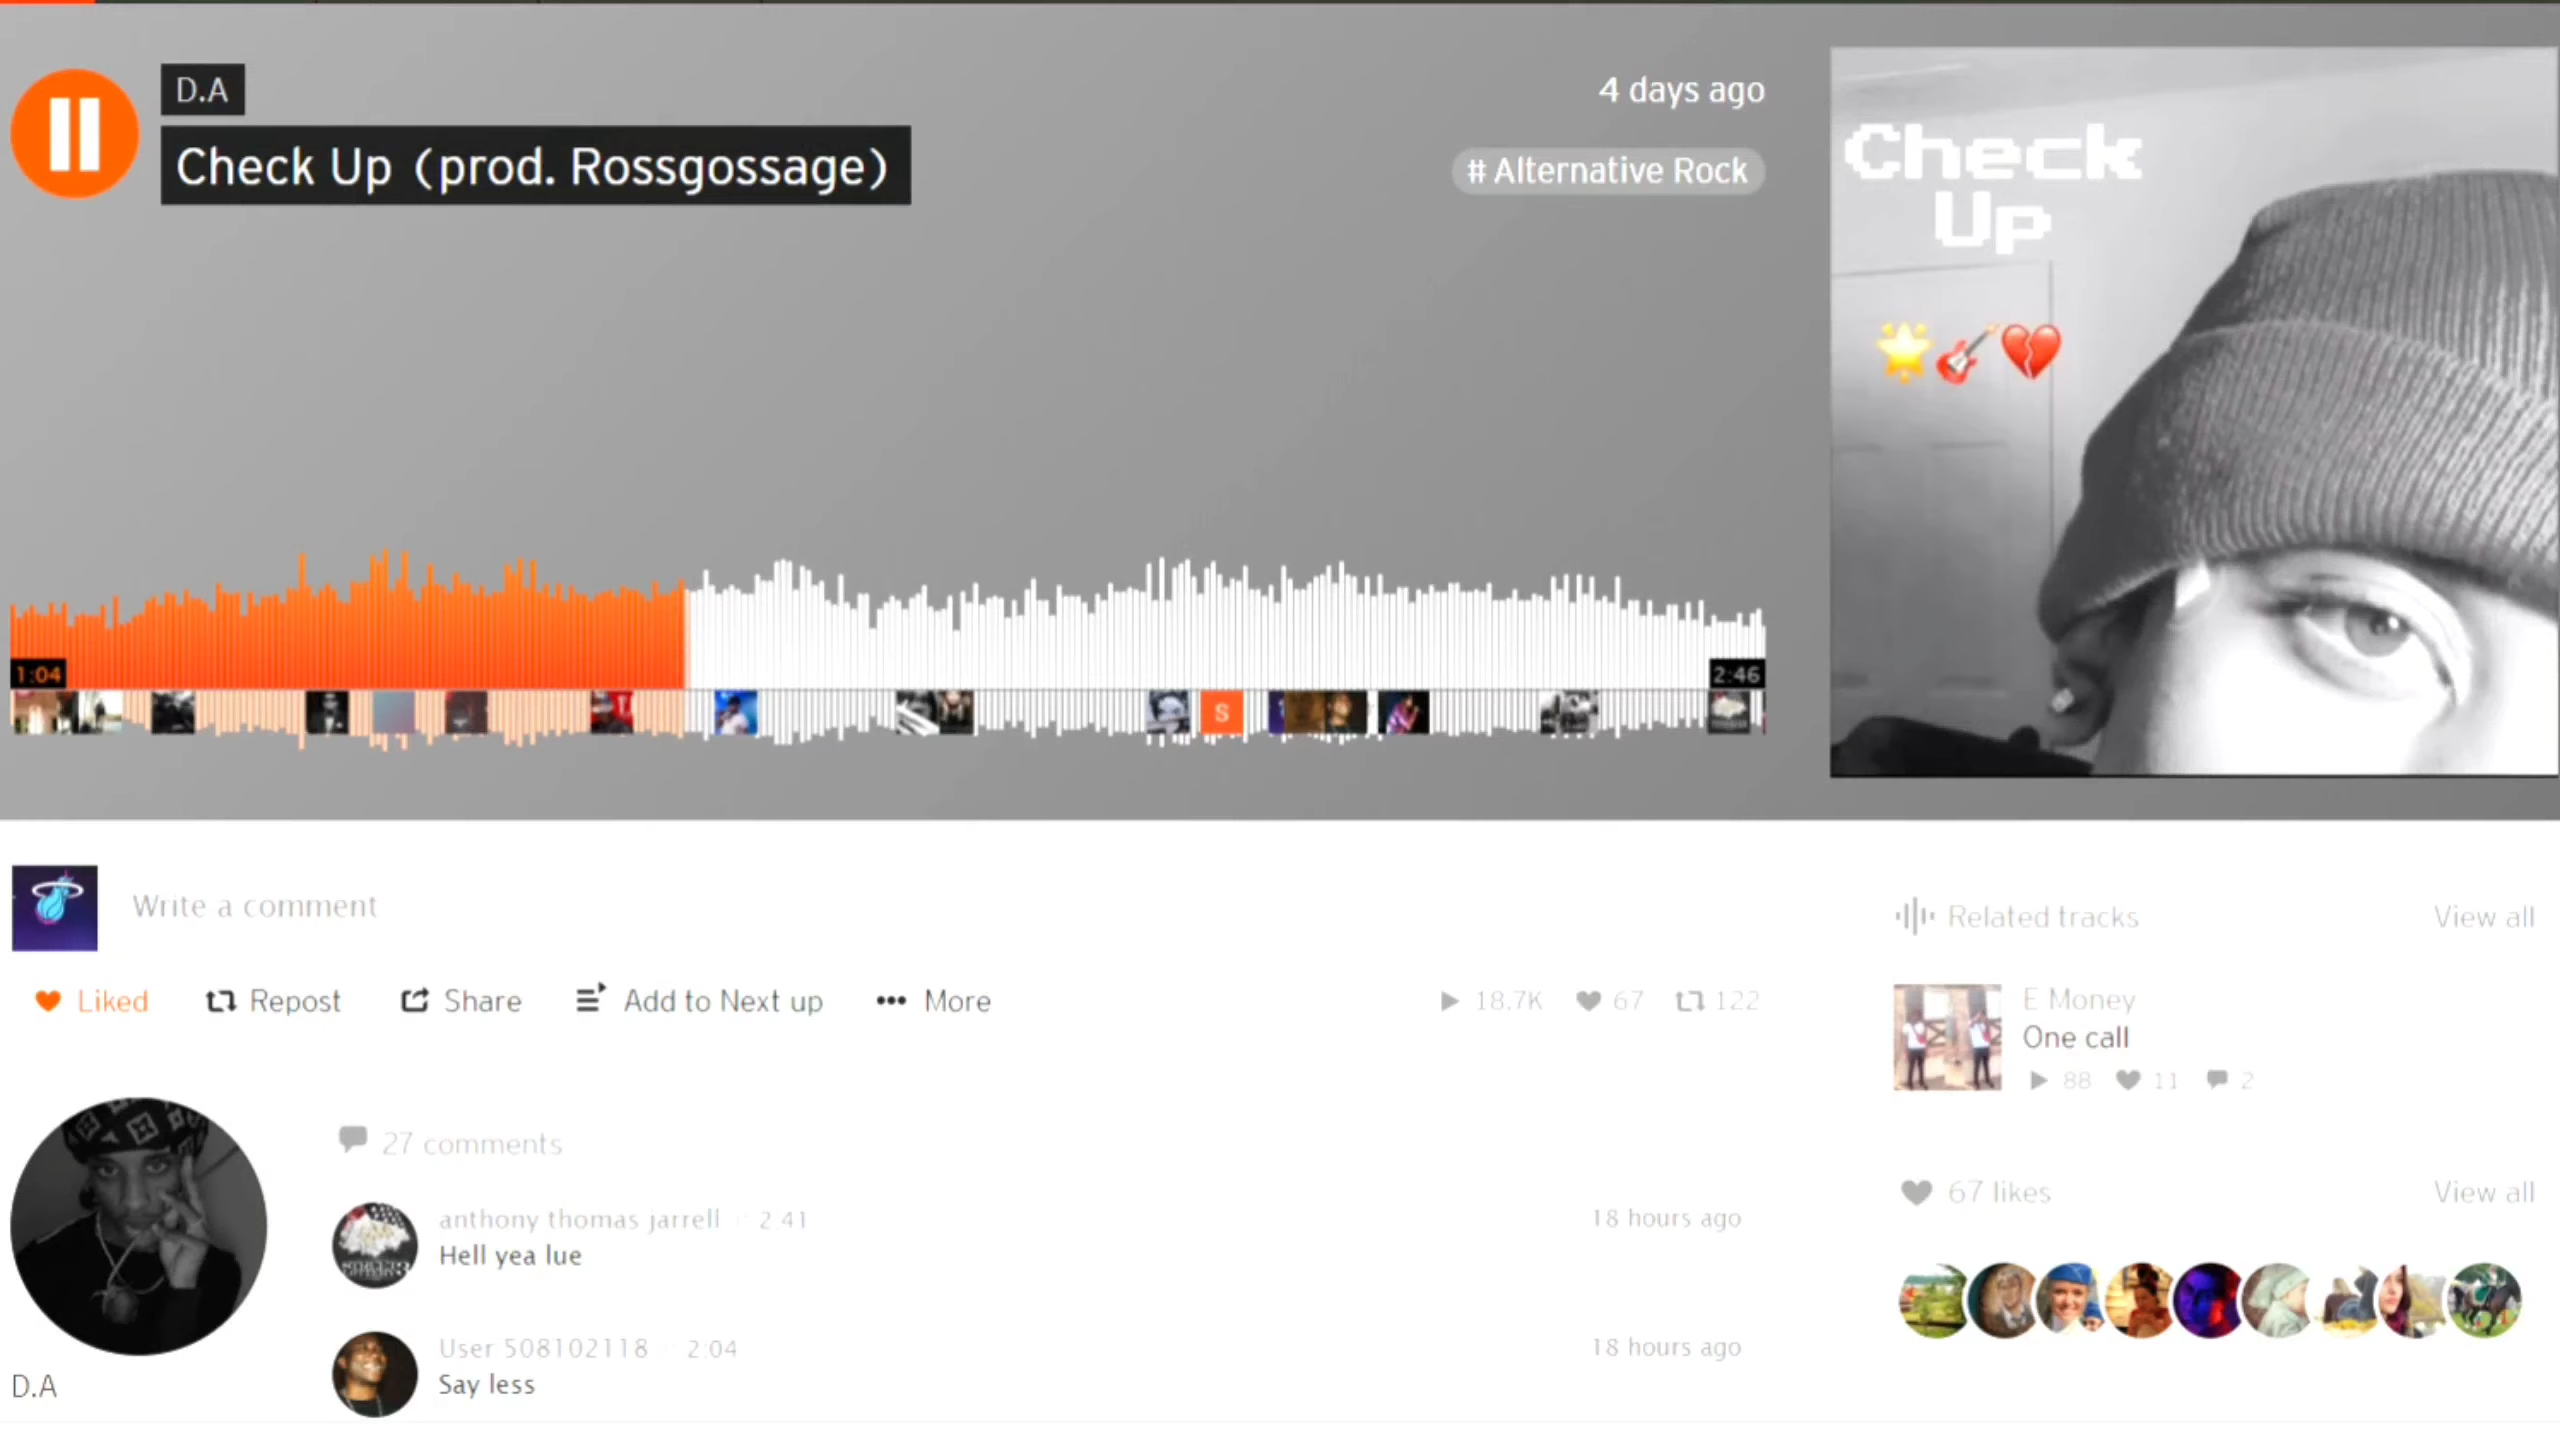 D.A
Check Up (prod. Rossgossage)
4 days ago
# Alternative Rock
Check
Up
1:04
2:46
S
Write a comment
Liked
Repost
Share
Add to Next up
More
18.7K
67
122
Related tracks
View all
E Money
One call
88
11
2
27 comments
anthony thomas jarrell
2:41
18 hours ago
Hell yea lue
User 508102118
2:04
18 hours ago
Say less
67 likes
View all
D.A